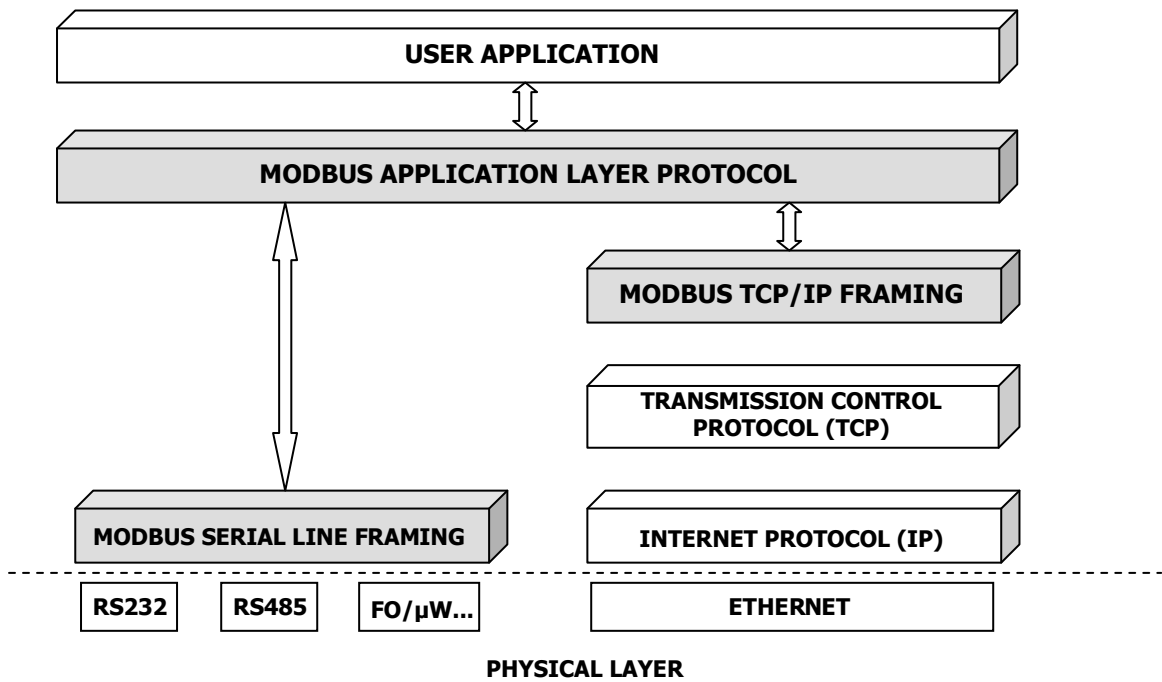 USER APPLICATION
MODBUS APPLICATION LAYER PROTOCOL
MODBUS TCP/IP FRAMING
TRANSMISSION CONTROL
PROTOCOL (TCP)
MODBUS SERIAL LINE FRAMING
INTERNET PROTOCOL (IP)
RS232
RS485
FO/µW...
ETHERNET
PHYSICAL LAYER